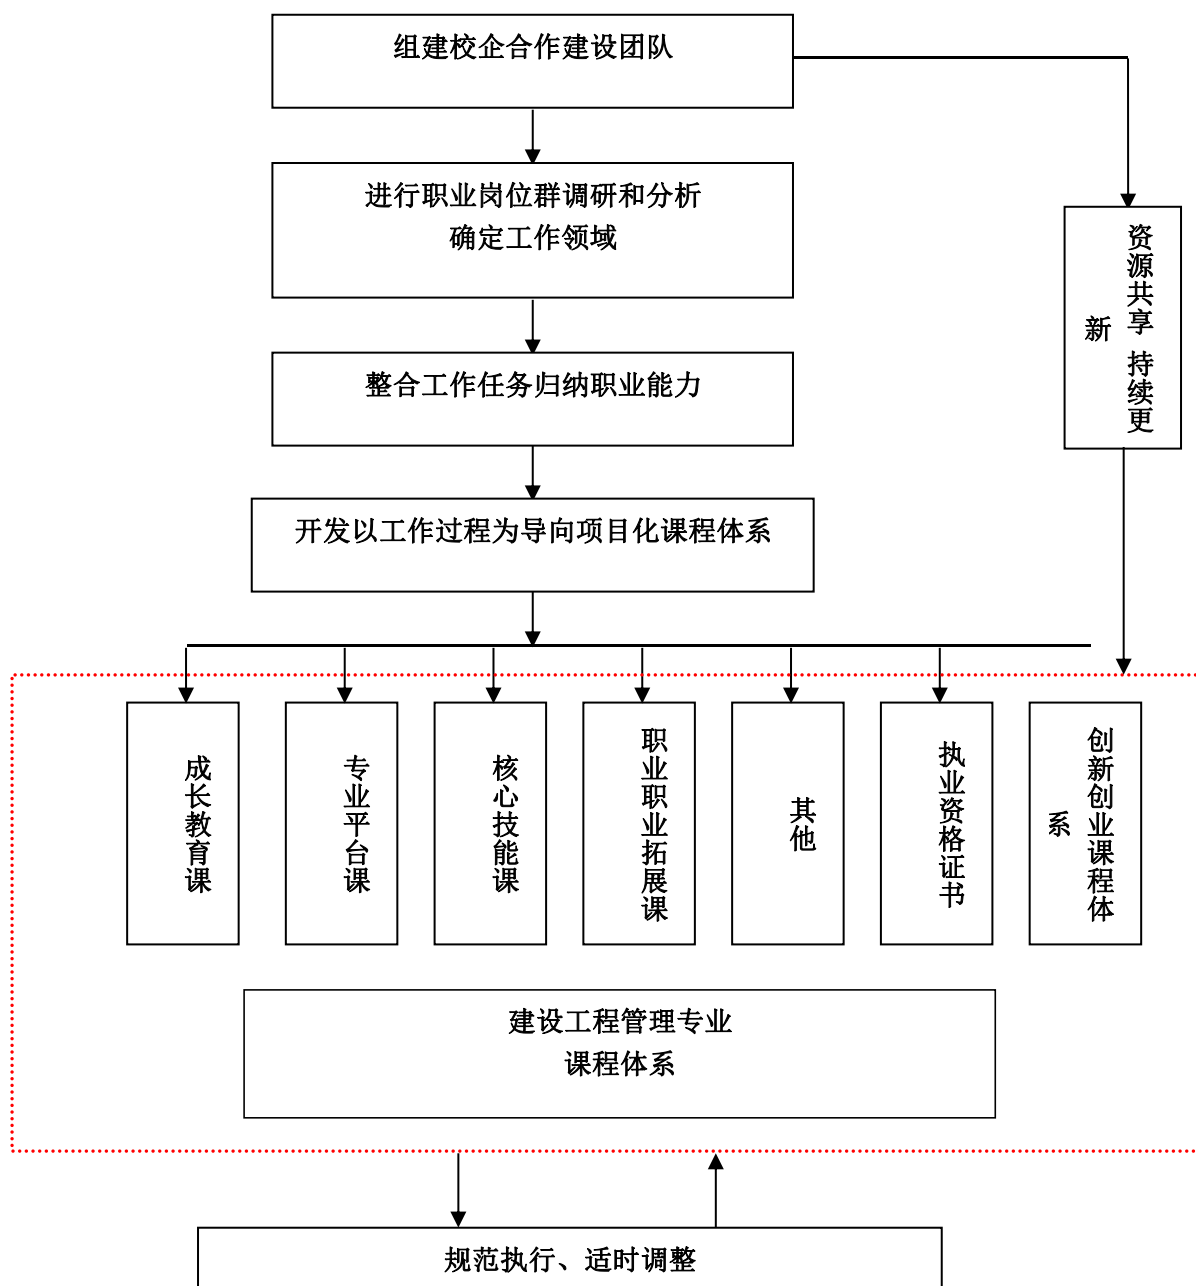 组建校企合作建设团队
进行职业岗位群调研和分析
确定工作领域
资源共享 持续更
新
整合工作任务归纳职业能力
开发以工作过程为导向项目化课程体系
成长教育课
专业平台课
核心技能课
职业职业拓展课
其他
执业资格证书
创新创业课程体
系
建设工程管理专业
课程体系
规范执行、适时调整